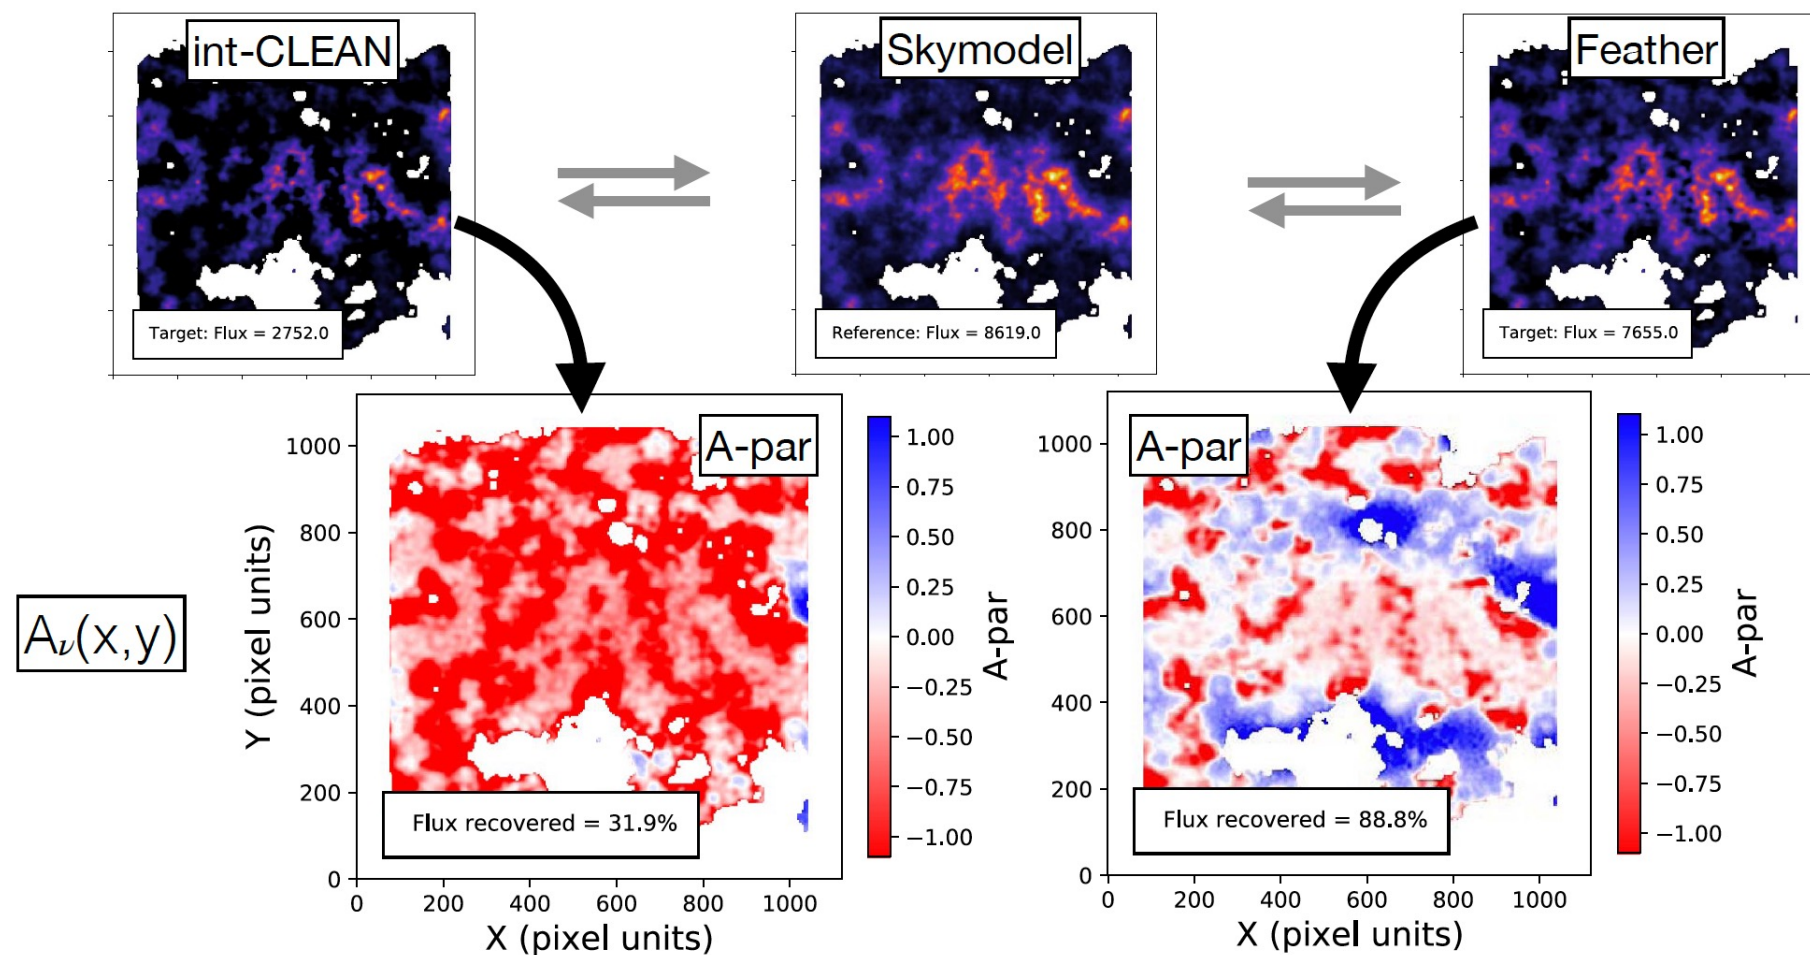 int-CLEAN
Skymodel
Feather
Target: Flux = 2752.0
Reference: Flux = 8619.0
Target: Flux = 7655.0
A𝜈(x,y)
A-par
Y (pixel units)
1000
800
600
400
200
0
Flux recovered = 31.9%
0 200 400 600 800 1000
X (pixel units)
1.00
0.75
0.50
0.25
0.00
−0.25
−0.50
−0.75
−1.00
A-par
A-par
1000
800
600
400
200
0
Flux recovered = 88.8%
0 200 400 600 800 1000
X (pixel units)
1.00
0.75
0.50
0.25
0.00
−0.25
−0.50
−0.75
−1.00
A-par